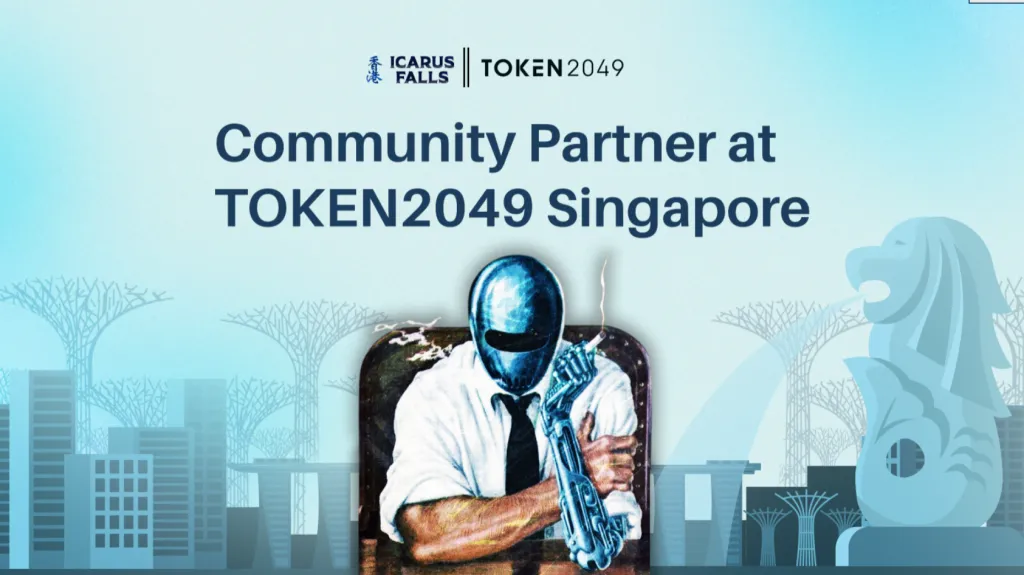 香港 ICARUS FALLS TOKEN2049
Community Partner at
TOKEN2049 Singapore